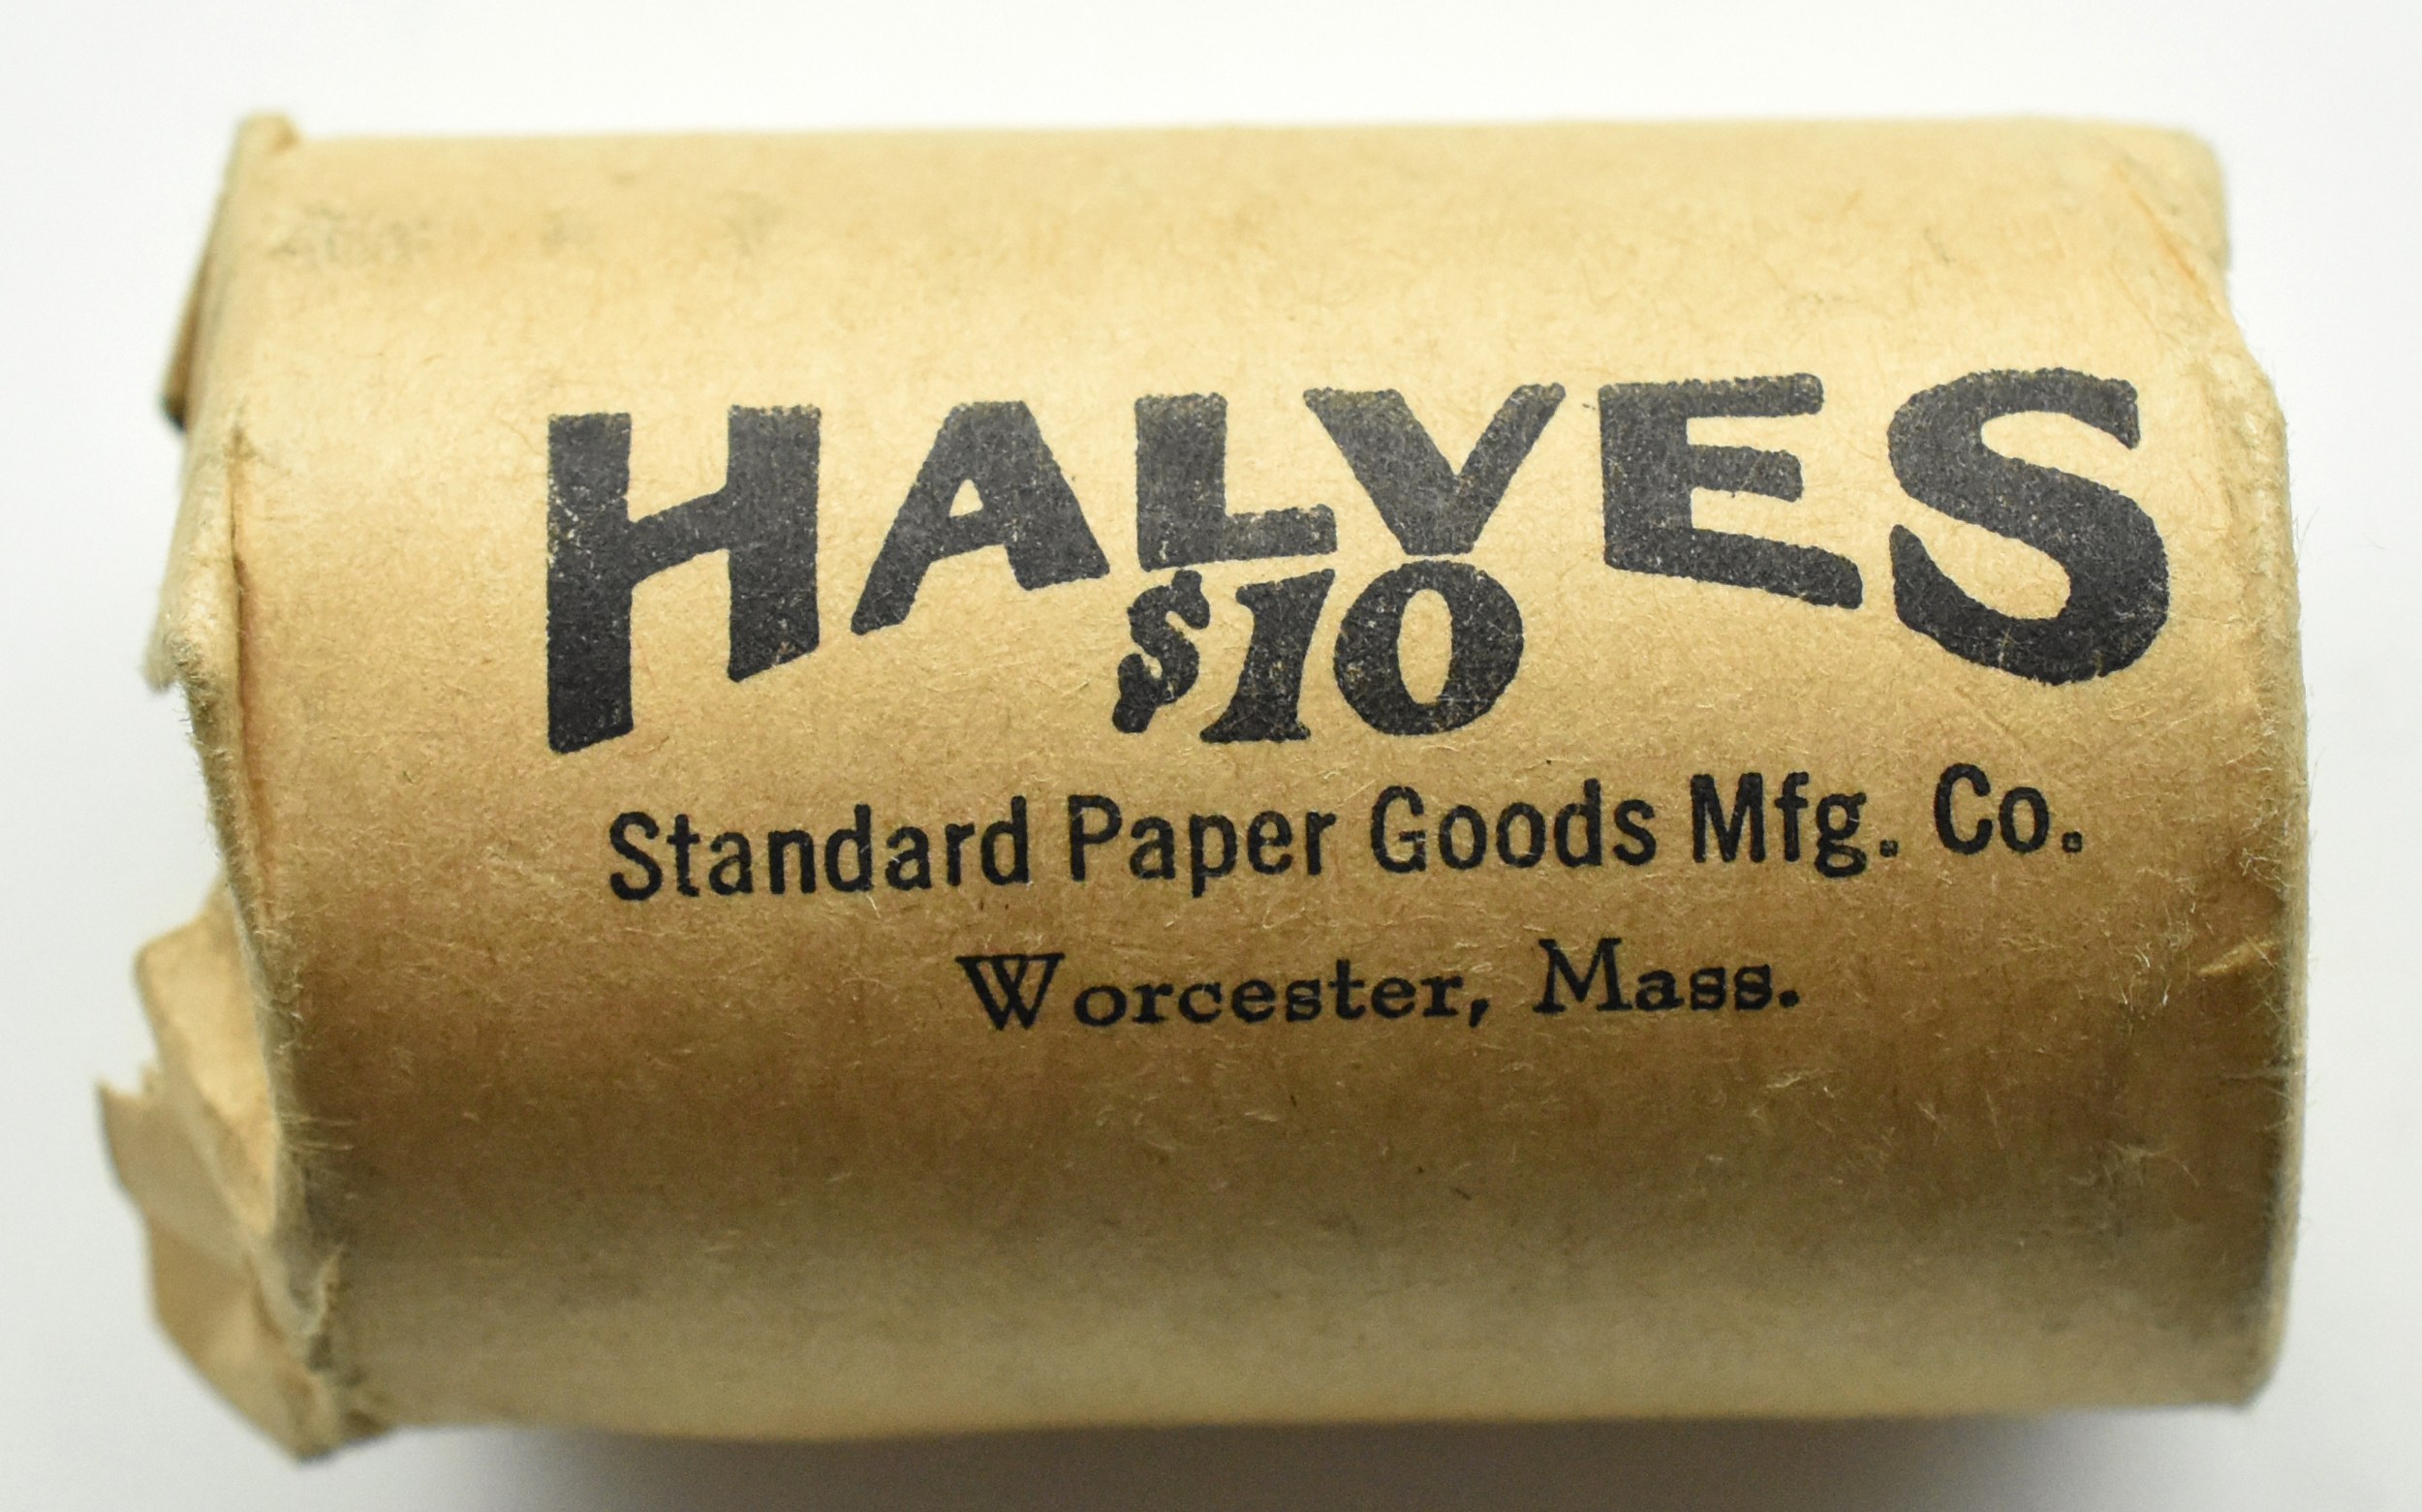 HALVES
$10
Standard Paper Goods Mfg. Co.
Worcester, Mass.